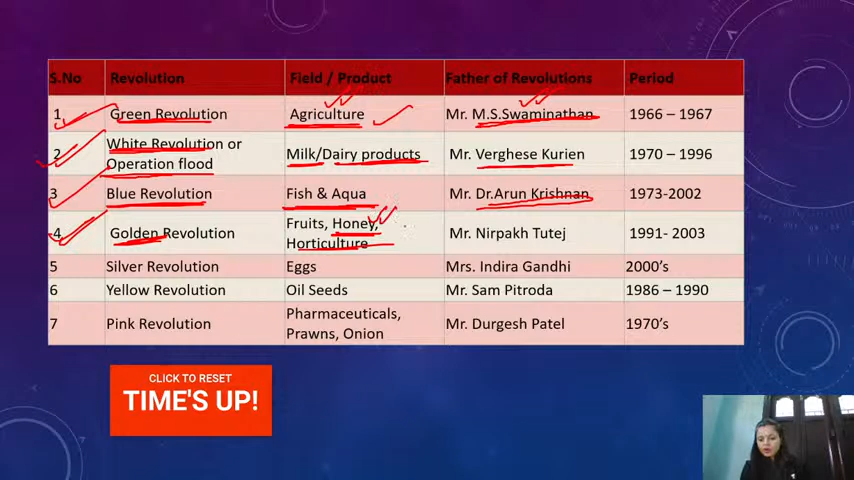 S.No Revolution Field / Product Father of Revolutions Period
1 Green Revolution Agriculture Mr. M.S.Swaminathan 1966 – 1967
2 White Revolution or Operation flood Milk/Dairy products Mr. Verghese Kurien 1970 – 1996
3 Blue Revolution Fish & Aqua Mr. Dr.Arun Krishnan 1973-2002
4 Golden Revolution Fruits, Honey, Horticulture Mr. Nirpakh Tutej 1991- 2003
5 Silver Revolution Eggs Mrs. Indira Gandhi 2000's
6 Yellow Revolution Oil Seeds Mr. Sam Pitroda 1986 – 1990
7 Pink Revolution Pharmaceuticals, Prawns, Onion Mr. Durgesh Patel 1970's
CLICK TO RESET
TIME'S UP!